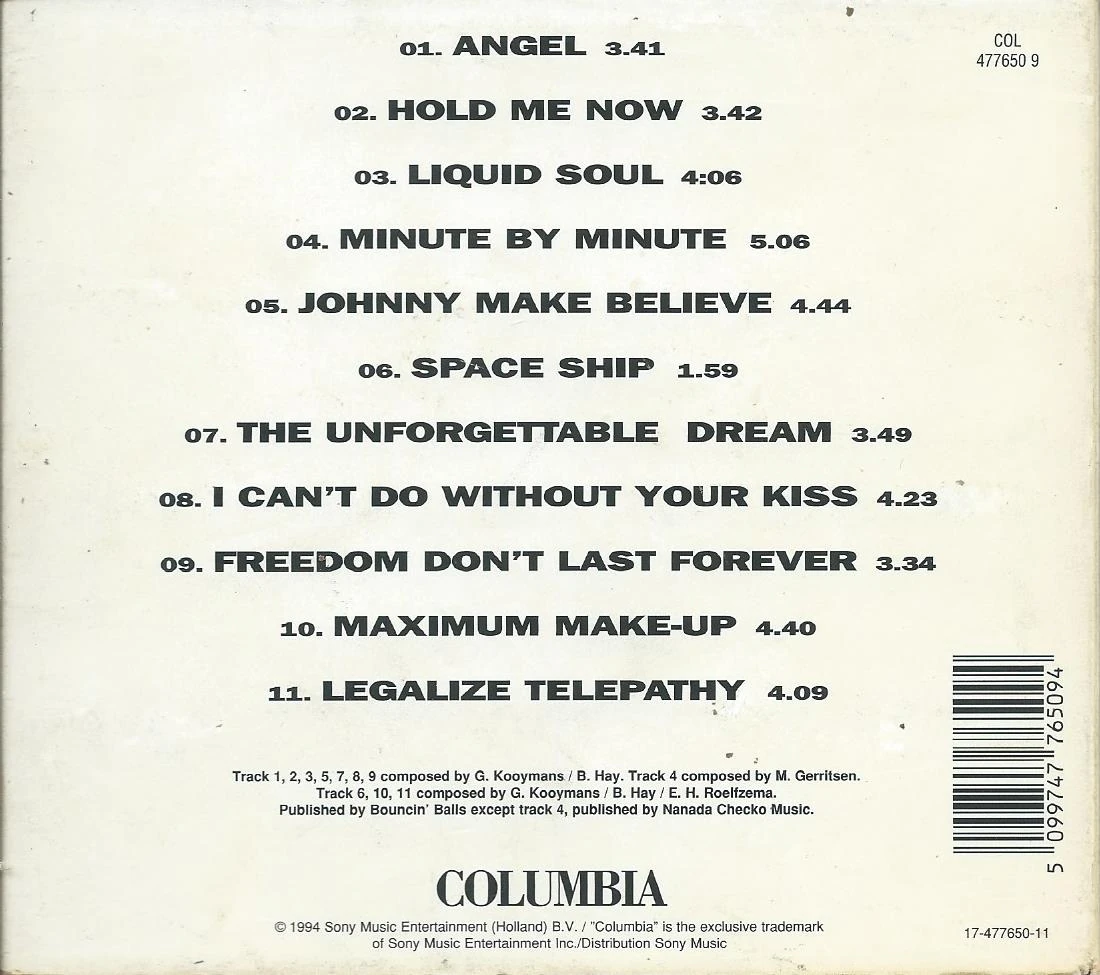 01. ANGEL 3.41
COL
477650 9
02. HOLD ME NOW 3.42
03. LIQUID SOUL 4:06
04. MINUTE BY MINUTE 5.06
05. JOHNNY MAKE BELIEVE 4.44
06. SPACE SHIP 1.59
07. THE UNFORGETTABLE DREAM 3.49
08. I CAN'T DO WITHOUT YOUR KISS 4.23
09. FREEDOM DON'T LAST FOREVER 3.34
10. MAXIMUM MAKE-UP 4.40
11. LEGALIZE TELEPATHY 4.09
Track 1, 2, 3, 5, 7, 8, 9 composed by G. Kooymans / B. Hay. Track 4 composed by M. Gerritsen.
Track 6, 10, 11 composed by G. Kooymans / B. Hay / E. H. Roelfzema.
Published by Bouncin' Balls except track 4, published by Nanada Checko Music.
5 099747 765094
COLUMBIA
© 1994 Sony Music Entertainment (Holland) B.V. / "Columbia" is the exclusive trademark
of Sony Music Entertainment Inc./Distribution Sony Music
17-477650-11